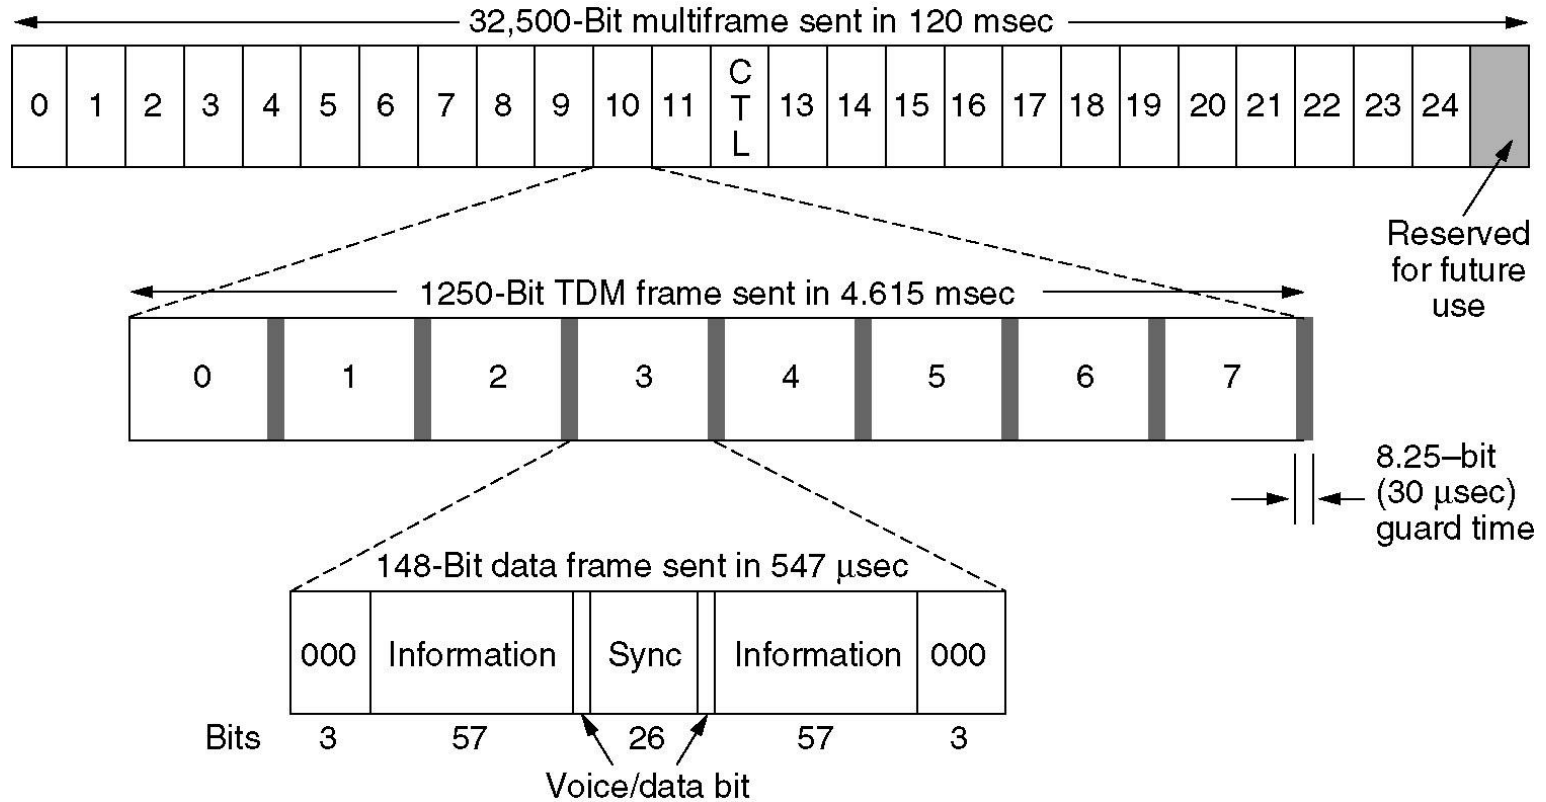 32,500-Bit multiframe sent in 120 msec
0 1 2 3 4 5 6 7 8 9 10 11 CTL 13 14 15 16 17 18 19 20 21 22 23 24
Reserved
for future
use
1250-Bit TDM frame sent in 4.615 msec
0 1 2 3 4 5 6 7
8.25–bit
(30 μsec)
guard time
148-Bit data frame sent in 547 μsec
000 Information Sync Information 000
Bits 3 57 26 57 3
Voice/data bit